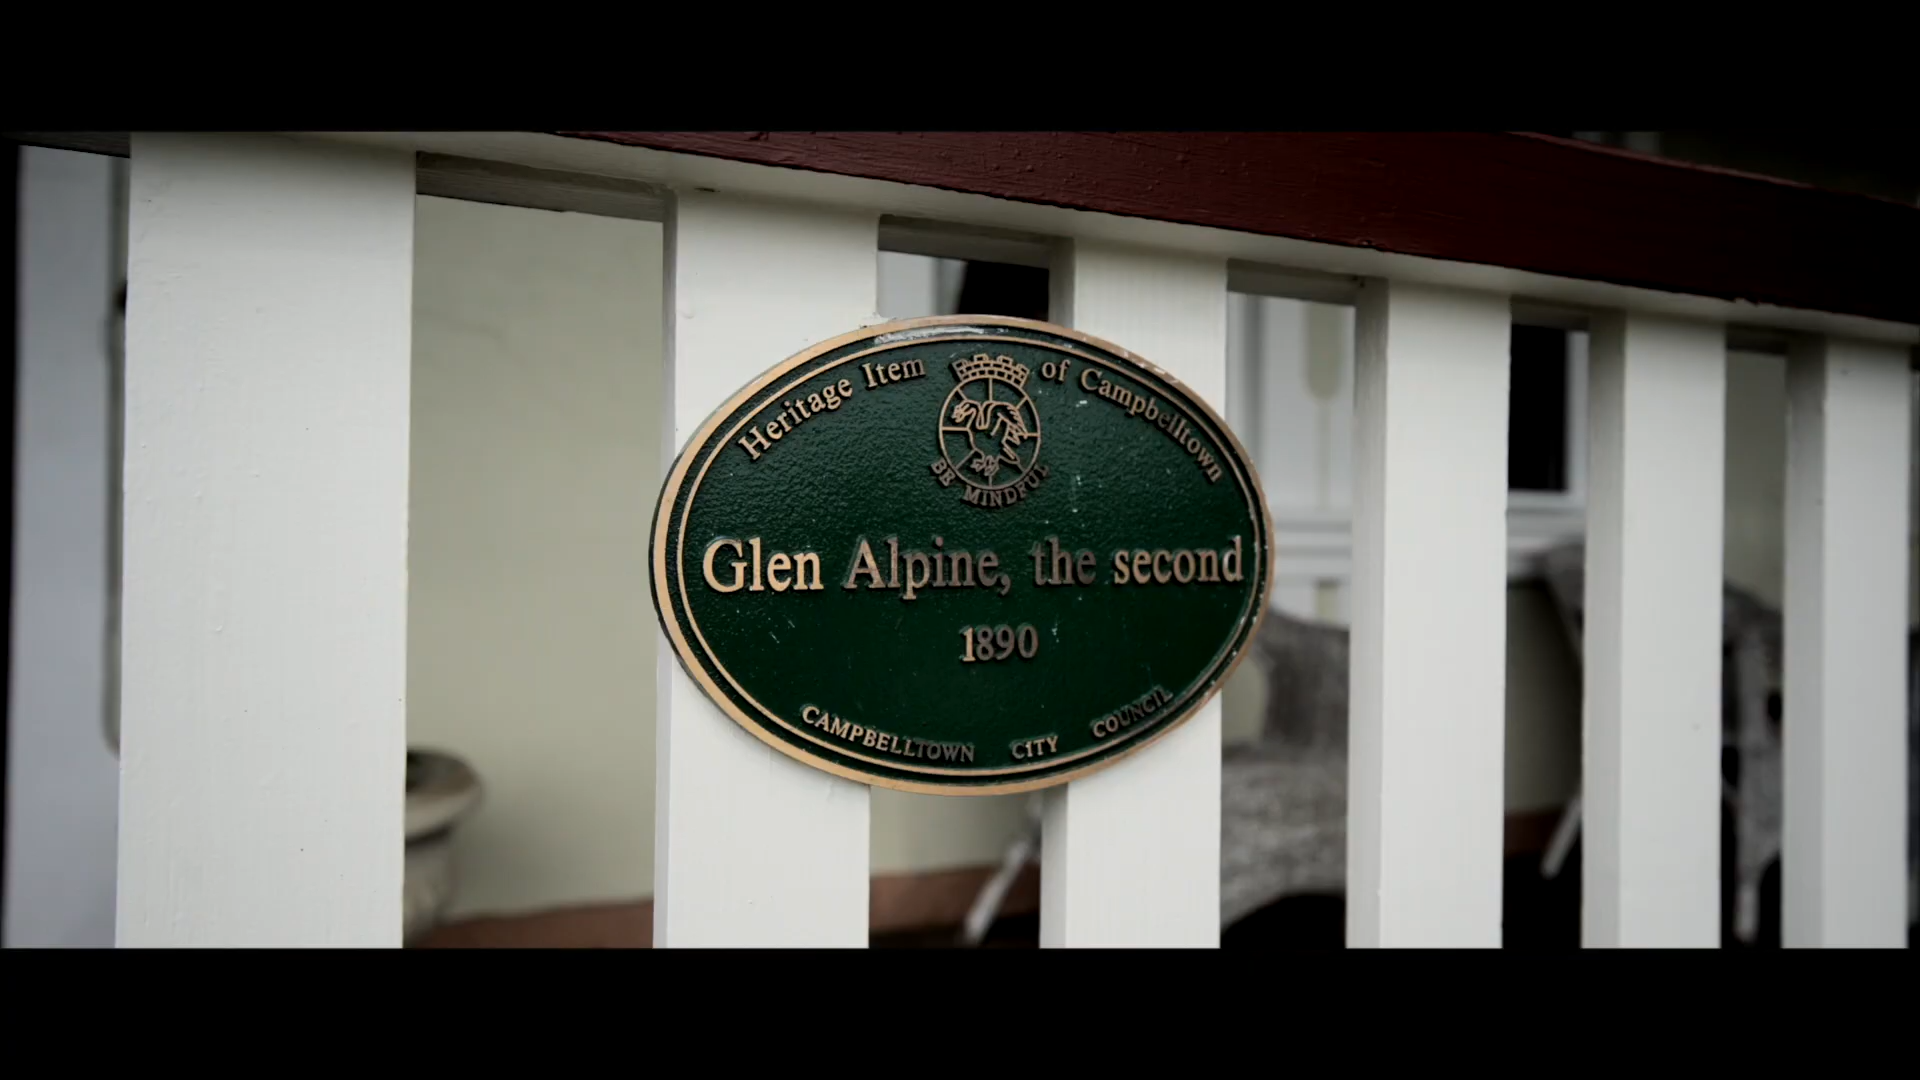 Heritage Item of Campbelltown
BE MINDFUL
Glen Alpine, the second
1890
CAMPBELLTOWN CITY COUNCIL